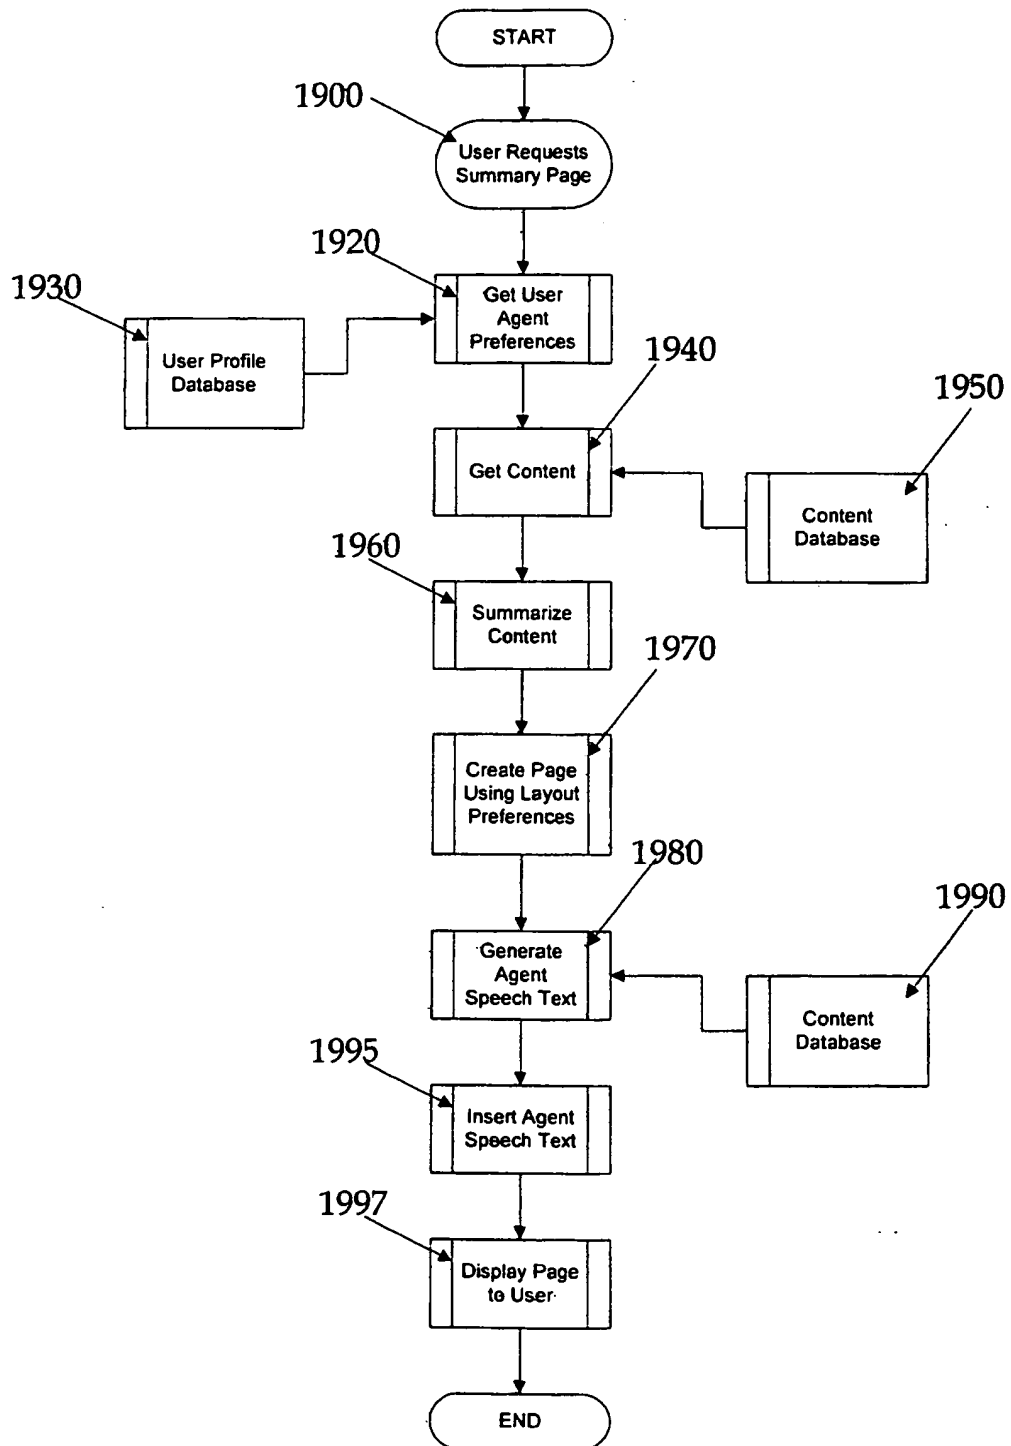 START
1900
User Requests
Summary Page
1920
Get User
Agent
Preferences
1930
User Profile
Database
1940
Get Content
1950
Content
Database
1960
Summarize
Content
1970
Create Page
Using Layout
Preferences
1980
Generate
Agent
Speech Text
1990
Content
Database
1995
Insert Agent
Speech Text
1997
Display Page
to User
END